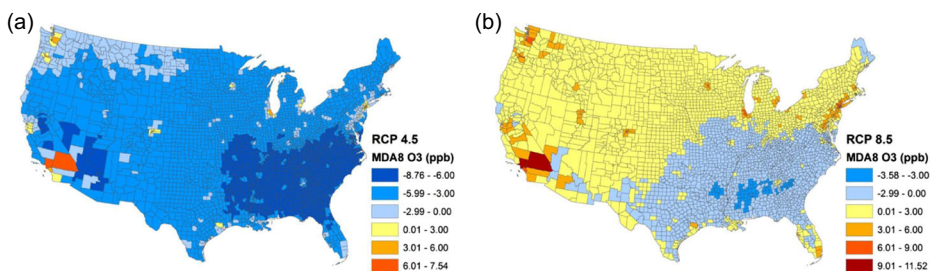 (a)
RCP 4.5
MDA8 O3 (ppb)
-8.76 - -6.00
-5.99 - -3.00
-2.99 - 0.00
0.01 - 3.00
3.01 - 6.00
6.01 - 7.54
(b)
RCP 8.5
MDA8 O3 (ppb)
-3.58 - -3.00
-2.99 - 0.00
0.01 - 3.00
3.01 - 6.00
6.01 - 9.00
9.01 - 11.52